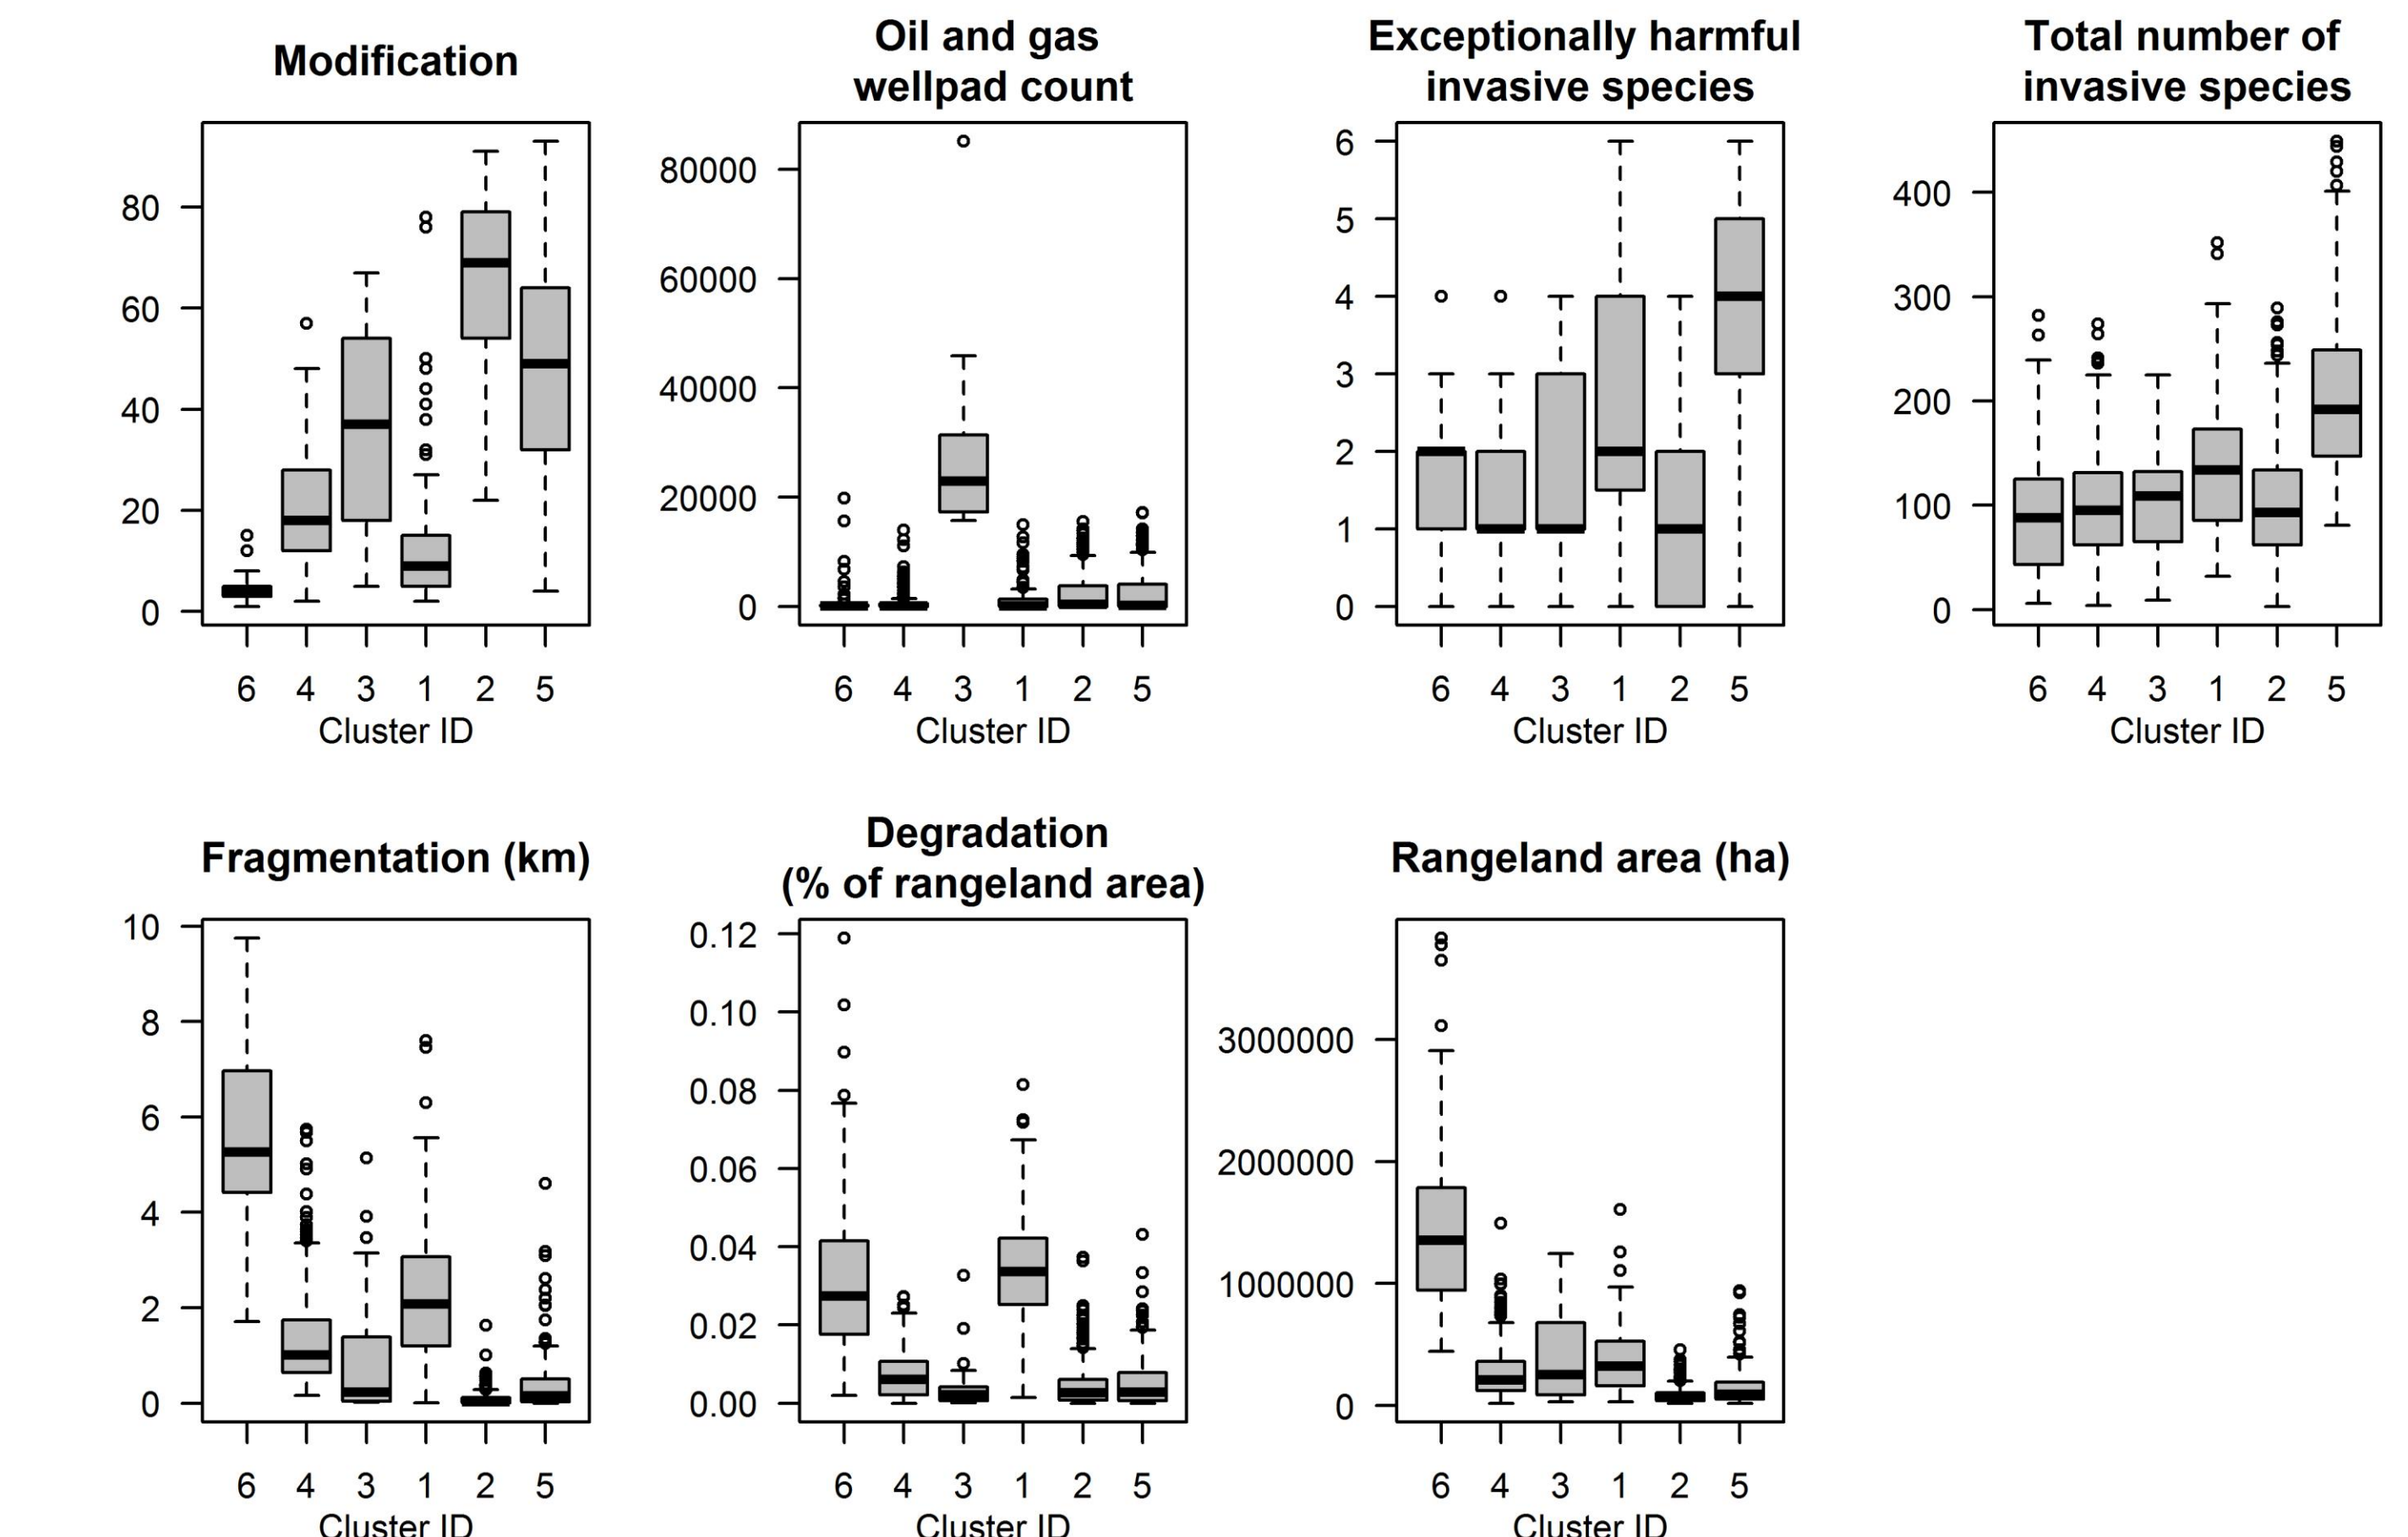 Modification
80
60
40
20
0
6 4 3 1 2 5
Cluster ID
Oil and gas
wellpad count
80000
60000
40000
20000
0
6 4 3 1 2 5
Cluster ID
Exceptionally harmful
invasive species
6
5
4
3
2
1
0
6 4 3 1 2 5
Cluster ID
Total number of
invasive species
400
300
200
100
0
6 4 3 1 2 5
Cluster ID
Fragmentation (km)
10
8
6
4
2
0
6 4 3 1 2 5
Cluster ID
Degradation
(% of rangeland area)
0.12
0.10
0.08
0.06
0.04
0.02
0.00
6 4 3 1 2 5
Cluster ID
Rangeland area (ha)
3000000
2000000
1000000
0
6 4 3 1 2 5
Cluster ID